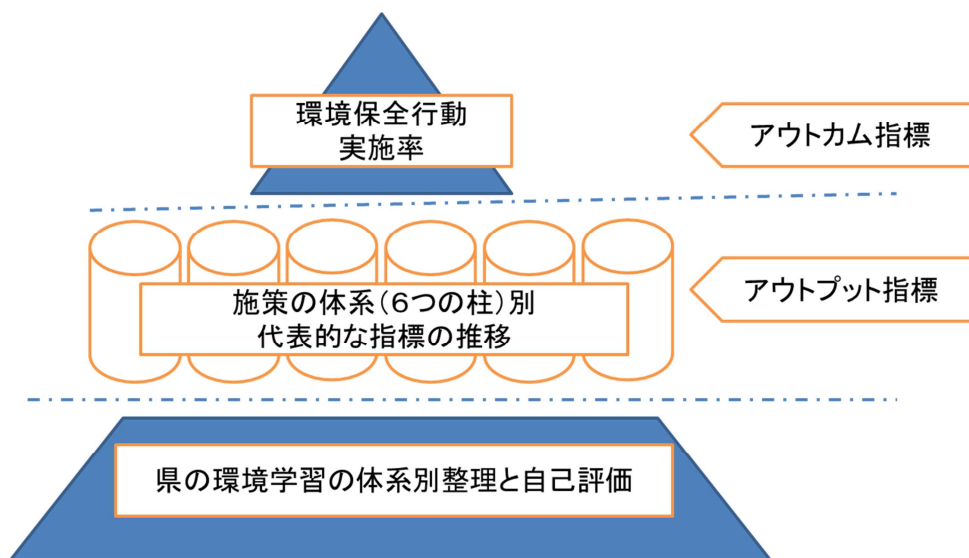 環境保全行動
実施率
アウトカム指標
施策の体系(6つの柱)別
代表的な指標の推移
アウトプット指標
県の環境学習の体系別整理と自己評価